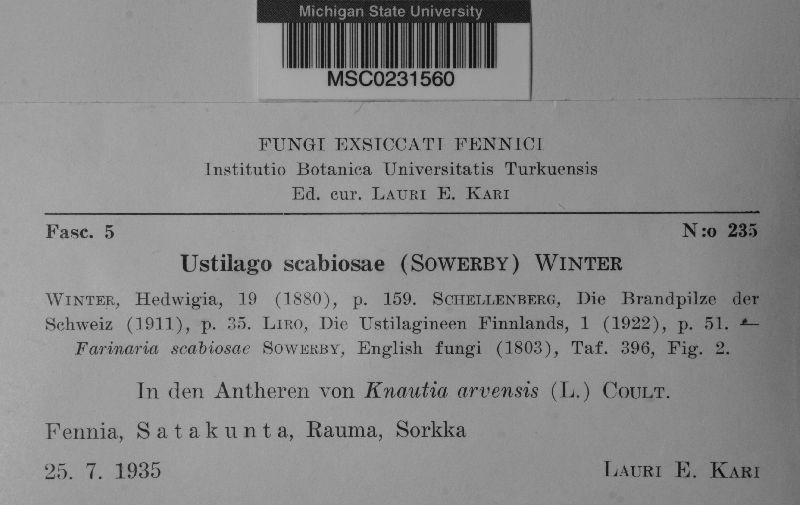 Michigan State University
MSC0231560
FUNGI EXSICCATI FENNICI
Institutio Botanica Universitatis Turkuensis
Ed. cur. LAURI E. KARI
Fasc. 5 N:o 235
Ustilago scabiosae (SOWERBY) WINTER
WINTER, Hedwigia, 19 (1880), p. 159. SCHELLENBERG, Die Brandpilze der
Schweiz (1911), p. 35. LIRO, Die Ustilagineen Finnlands, 1 (1922), p. 51. —
Farinaria scabiosae SOWERBY, English fungi (1803), Taf. 396, Fig. 2.
In den Antheren von Knautia arvensis (L.) COULT.
Fennia, Satakunta, Rauma, Sorkka
25. 7. 1935 LAURI E. KARI